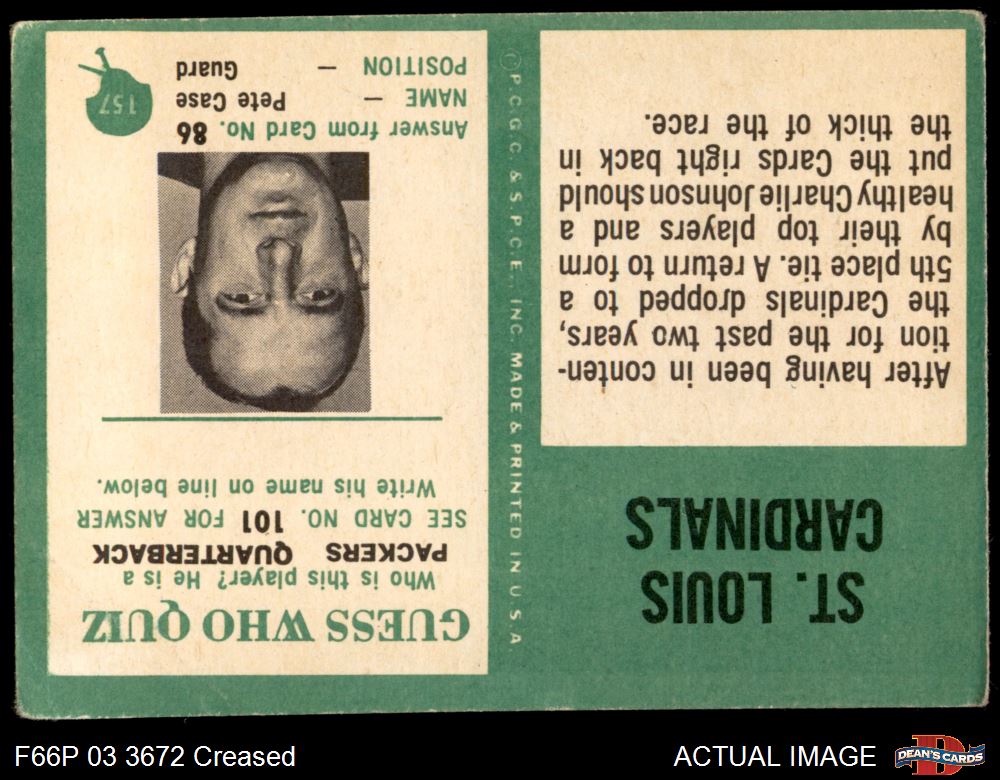 ST. LOUIS
CARDINALS
After having been in conten-
tion for the past two years,
the Cardinals dropped to a
5th place tie. A return to form
by their top players and a
healthy Charlie Johnson should
put the Cards right back in
the thick of the race.
© P. C. G. C. & S. P. C. E., INC. MADE & PRINTED IN U S A
GUESS WHO QUIZ
Who is this player? He is a
PACKERS QUARTERBACK
SEE CARD NO. 101 FOR ANSWER
Write his name on line below.
Answer from Card No. 86
NAME — Pete Case
POSITION — Guard
157
F66P 03 3672 Creased
ACTUAL IMAGE
D
DEAN'S CARDS